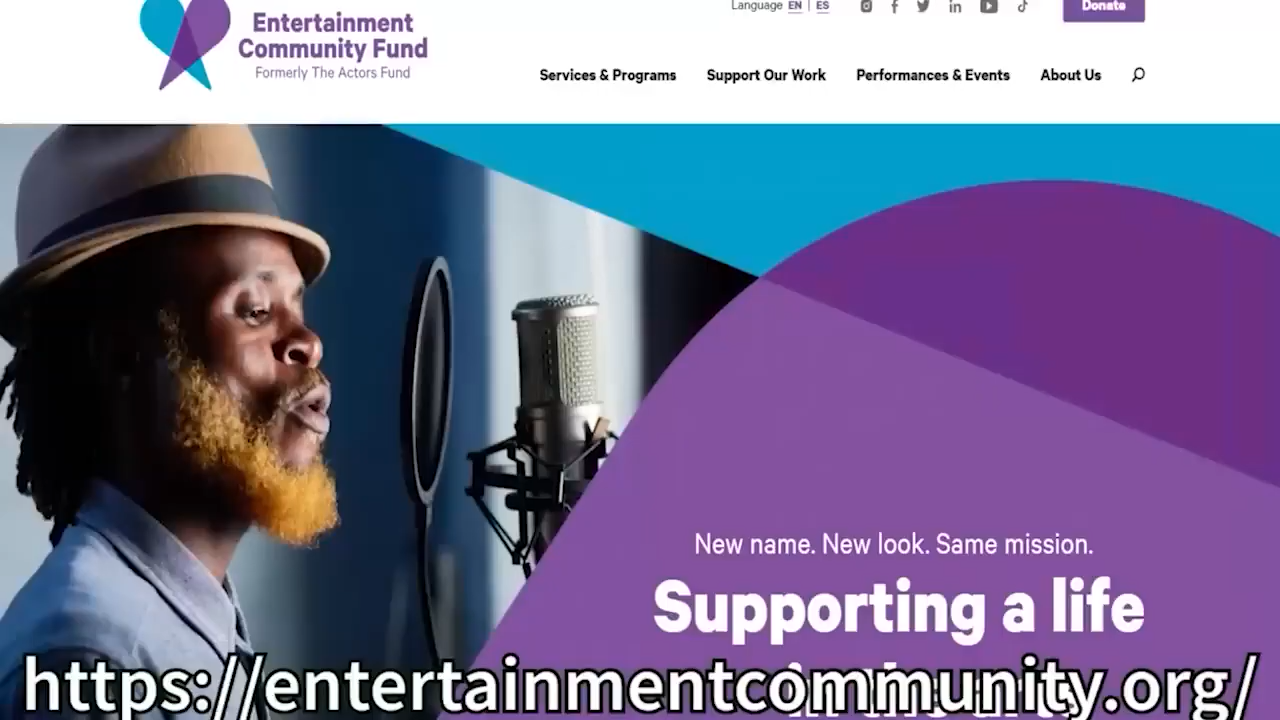 Language EN | ES
Donate
Entertainment
Community Fund
Formerly The Actors Fund
Services & Programs
Support Our Work
Performances & Events
About Us
New name. New look. Same mission.
Supporting a life
https://entertainmentcommunity.org/